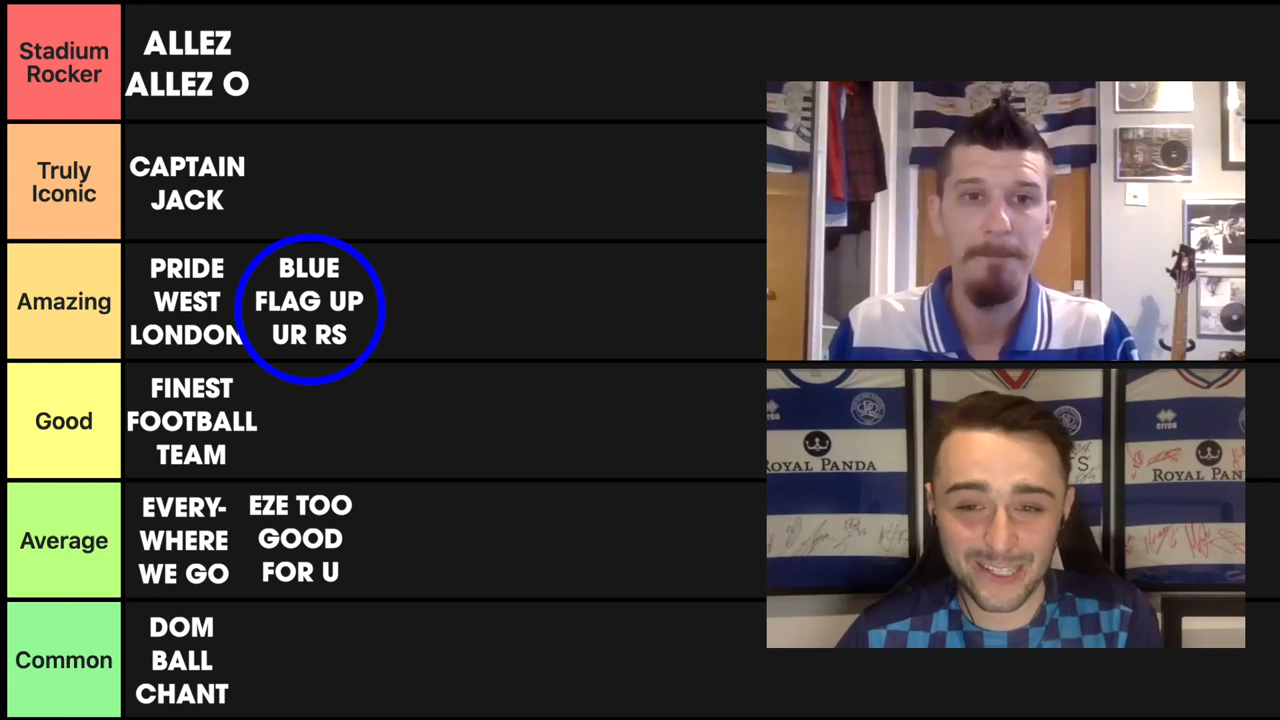 Stadium
Rocker
ALLEZ
ALLEZ O
Truly
Iconic
CAPTAIN
JACK
Amazing
PRIDE
WEST
LONDON
BLUE
FLAG UP
UR RS
Good
FINEST
FOOTBALL
TEAM
Average
EVERY-
WHERE
WE GO
EZE TOO
GOOD
FOR U
Common
DOM
BALL
CHANT
ROYAL PANDA
errea
ROYAL PAN